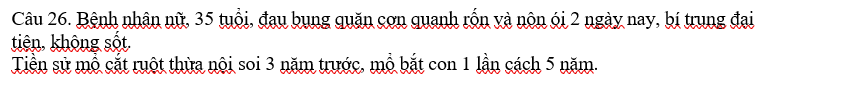 Câu 26. Bệnh nhân nữ, 35 tuổi, đau bụng quặn cơn quanh rốn và nôn ói 2 ngày nay, bí trung đại
tiện, không sốt.
Tiền sử mổ cắt ruột thừa nội soi 3 năm trước, mổ bắt con 1 lần cách 5 năm.